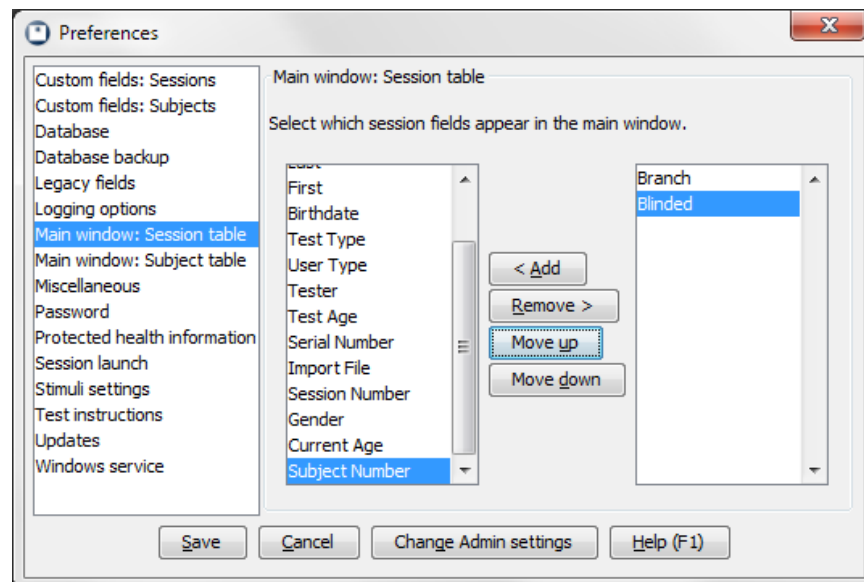 Preferences
Custom fields: Sessions
Custom fields: Subjects
Database
Database backup
Legacy fields
Logging options
Main window: Session table
Main window: Subject table
Miscellaneous
Password
Protected health information
Session launch
Stimuli settings
Test instructions
Updates
Windows service
Main window: Session table
Select which session fields appear in the main window.
First
Birthdate
Test Type
User Type
Tester
Test Age
Serial Number
Import File
Session Number
Gender
Current Age
Subject Number
< Add
Remove >
Move up
Move down
Branch
Blinded
Save
Cancel
Change Admin settings
Help (F1)